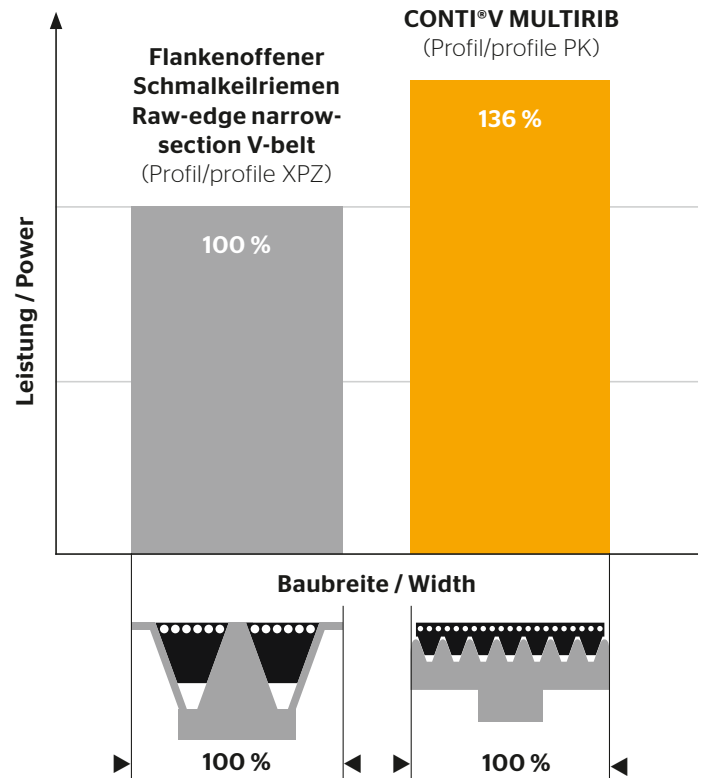 Flankenoffener
Schmalkeilriemen
Raw-edge narrow-
section V-belt
(Profil/profile XPZ)
CONTI®V MULTIRIB
(Profil/profile PK)
100 %
136 %
Leistung / Power
Baubreite / Width
100 %
100 %